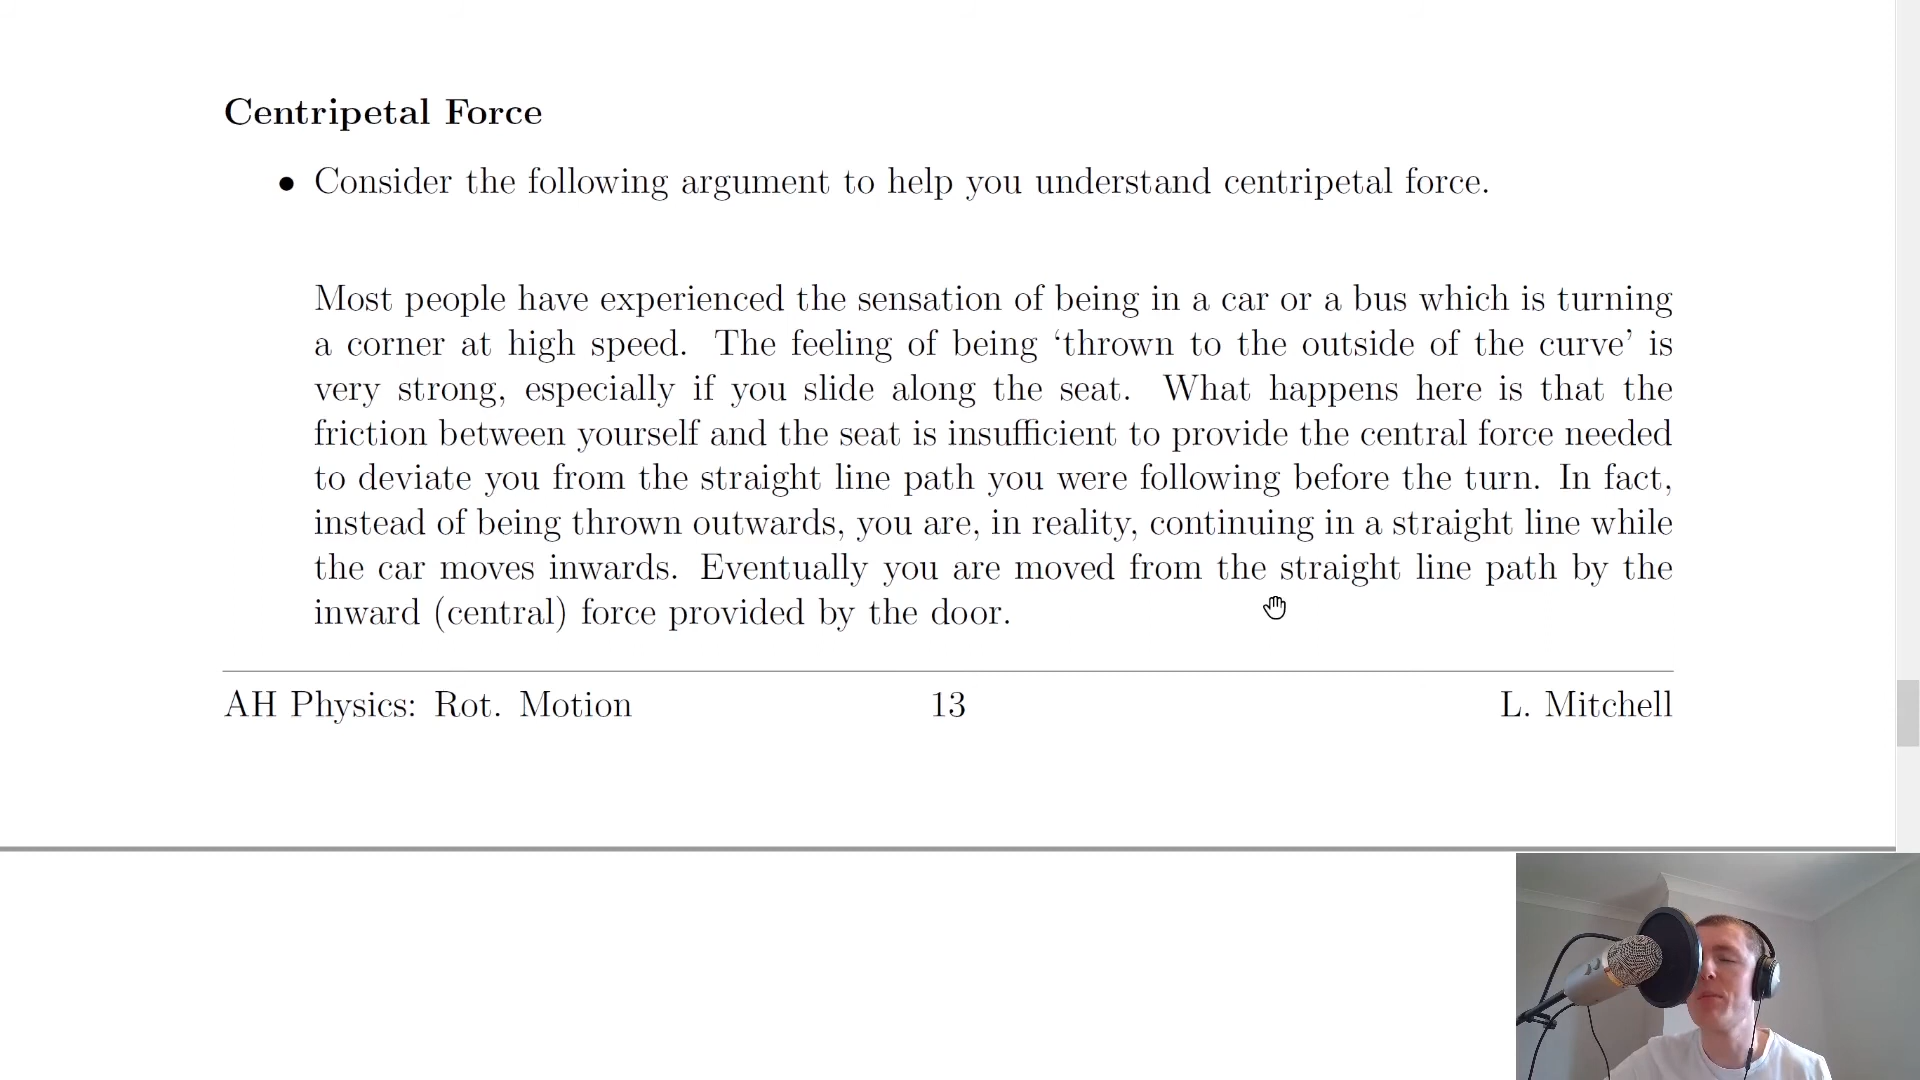 Centripetal Force
• Consider the following argument to help you understand centripetal force.
Most people have experienced the sensation of being in a car or a bus which is turning
a corner at high speed. The feeling of being ‘thrown to the outside of the curve’ is
very strong, especially if you slide along the seat. What happens here is that the
friction between yourself and the seat is insufficient to provide the central force needed
to deviate you from the straight line path you were following before the turn. In fact,
instead of being thrown outwards, you are, in reality, continuing in a straight line while
the car moves inwards. Eventually you are moved from the straight line path by the
inward (central) force provided by the door.
AH Physics: Rot. Motion 13 L. Mitchell